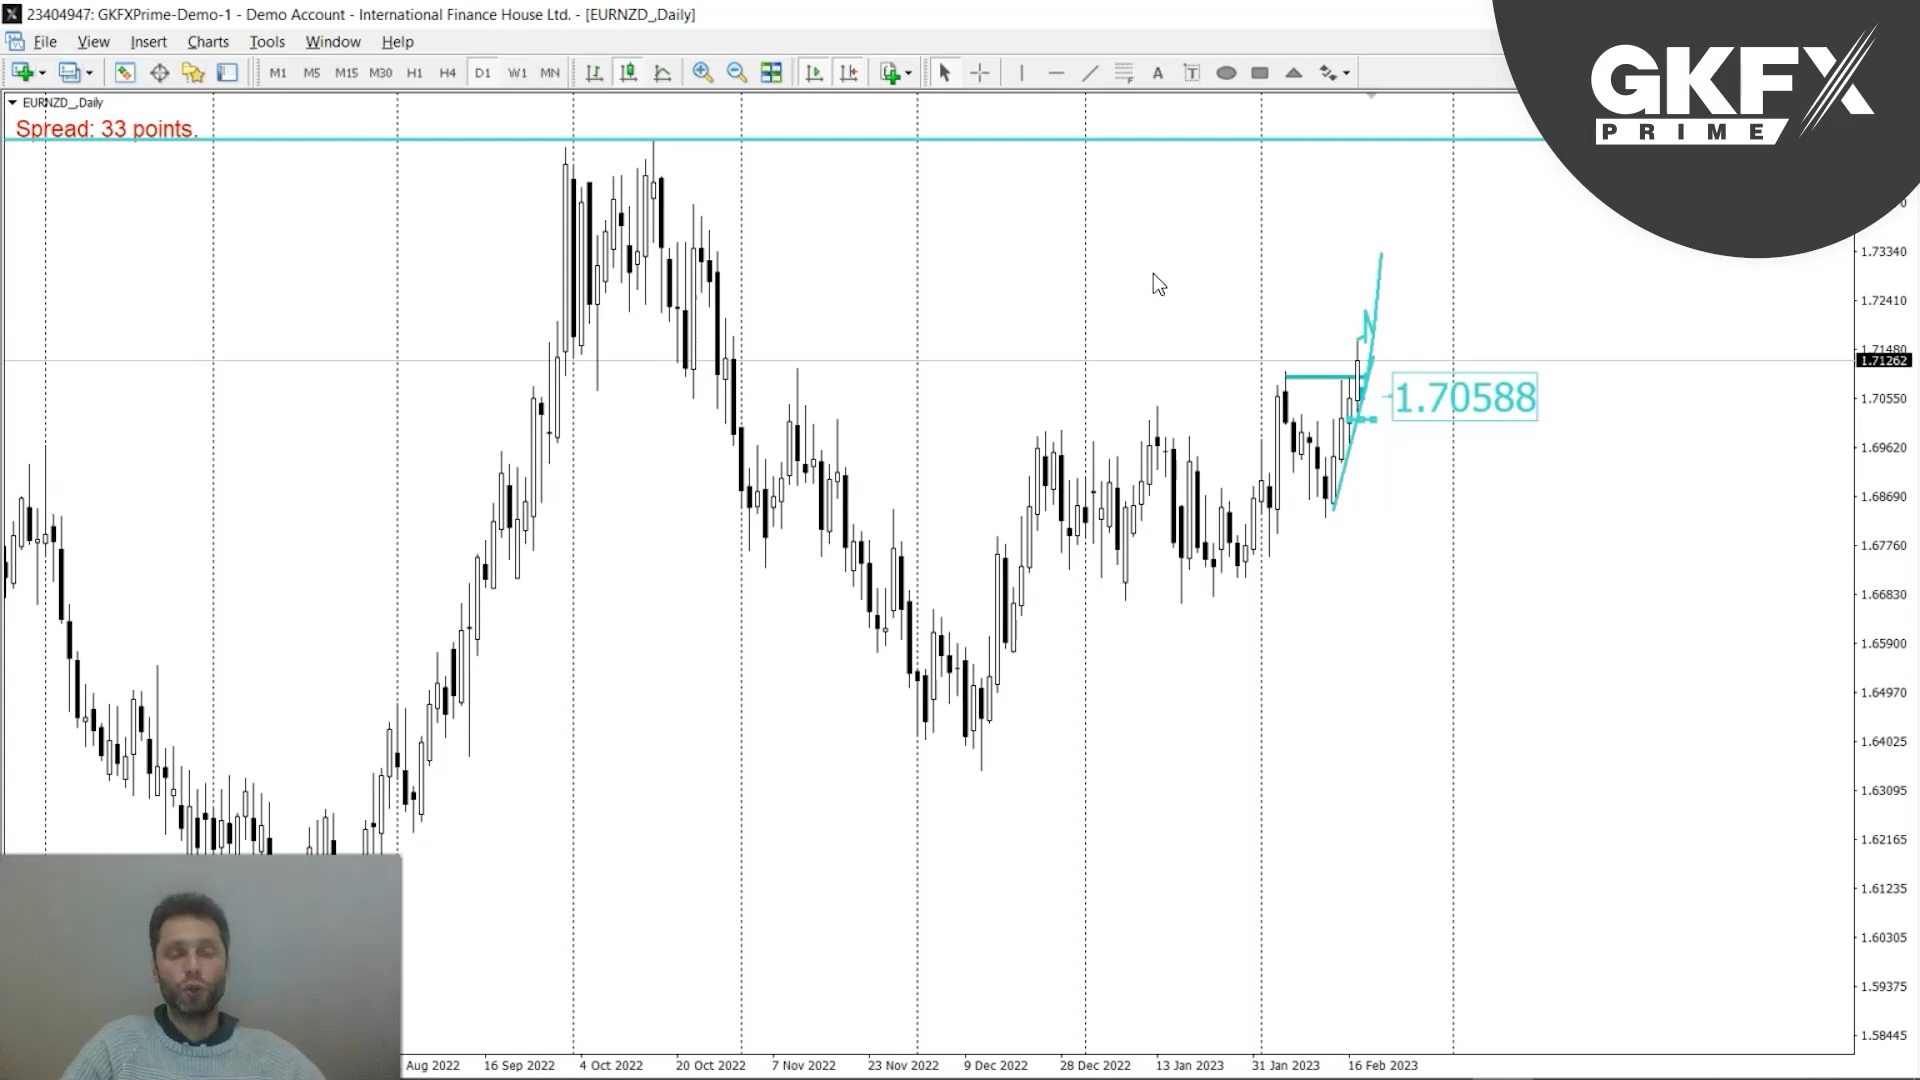 23404947: GKFXPrime-Demo-1 - Demo Account - International Finance House Ltd. - [EURNZD_,Daily]
File View Insert Charts Tools Window Help
M1 M5 M15 M30 H1 H4 D1 W1 MN A T
EURNZD_,Daily
Spread: 33 points.
GKFX
PRIME
1.73340
1.72410
1.71480
1.71262
1.70588
1.70550
1.69620
1.68690
1.67760
1.66830
1.65900
1.64970
1.64025
1.63095
1.62165
1.61235
1.60305
1.59375
1.58445
Aug 2022 16 Sep 2022 4 Oct 2022 20 Oct 2022 7 Nov 2022 23 Nov 2022 9 Dec 2022 28 Dec 2022 13 Jan 2023 31 Jan 2023 16 Feb 2023